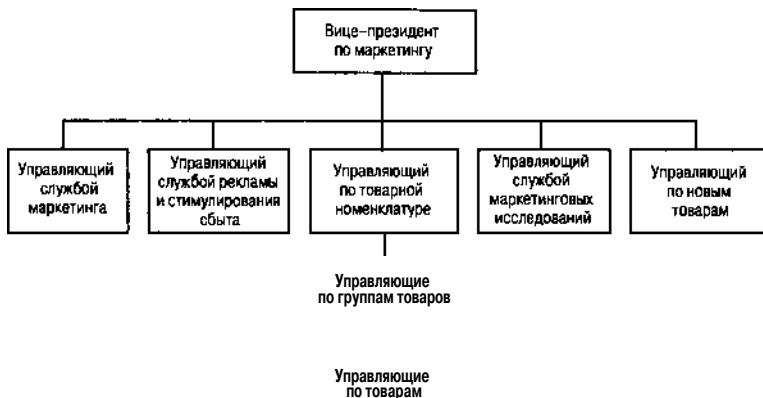 Вице-президент
по маркетингу
Управляющий
службой
маркетинга
Управляющий
службой рекламы
и стимулирования
сбыта
Управляющий
по товарной
номенклатуре
Управляющий
службой
маркетинговых
исследований
Управляющий
по новым
товарам
Управляющие
по группам товаров
Управляющие
по товарам